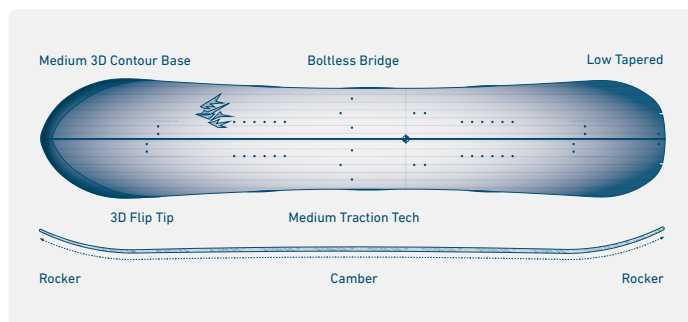 Medium 3D Contour Base
Boltless Bridge
Low Tapered
3D Flip Tip
Medium Traction Tech
Rocker
Camber
Rocker